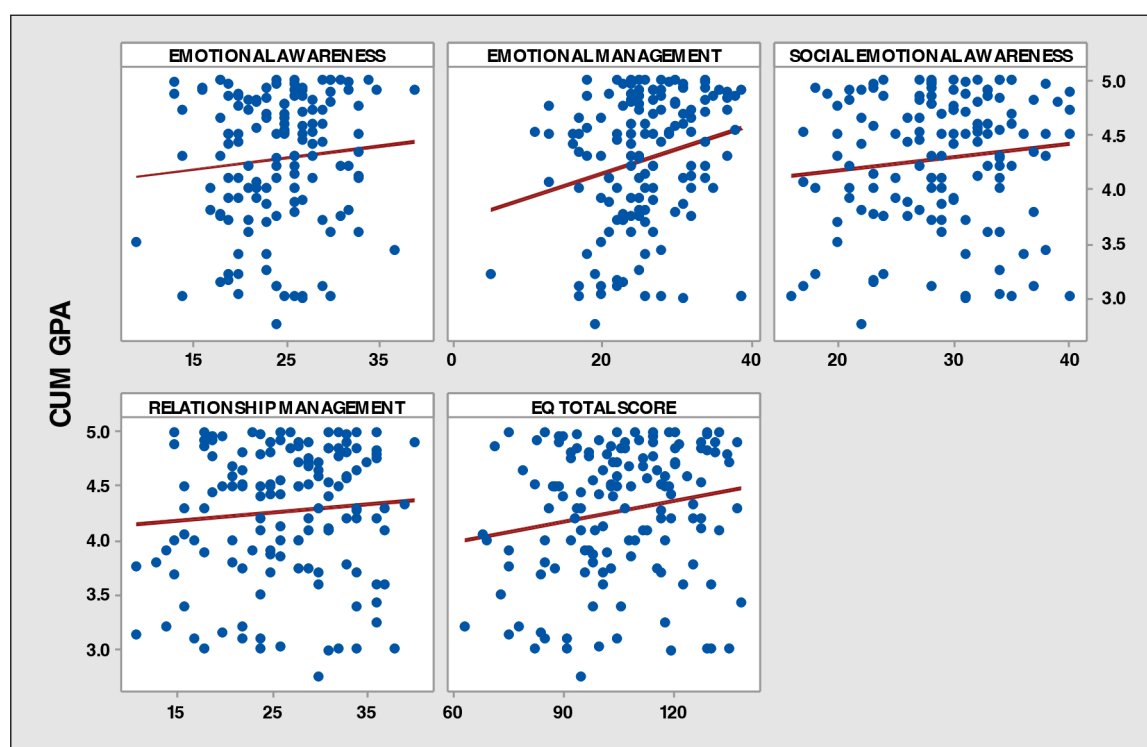 EMOTIONAL AWARENESS
EMOTIONAL MANAGEMENT
SOCIAL EMOTIONAL AWARENESS
5.0
4.5
4.0
3.5
3.0
15 25 35
0 20 40
20 30 40
CUM GPA
RELATIONSHIP MANAGEMENT
EQ TOTAL SCORE
5.0
4.5
4.0
3.5
3.0
15 25 35
60 90 120